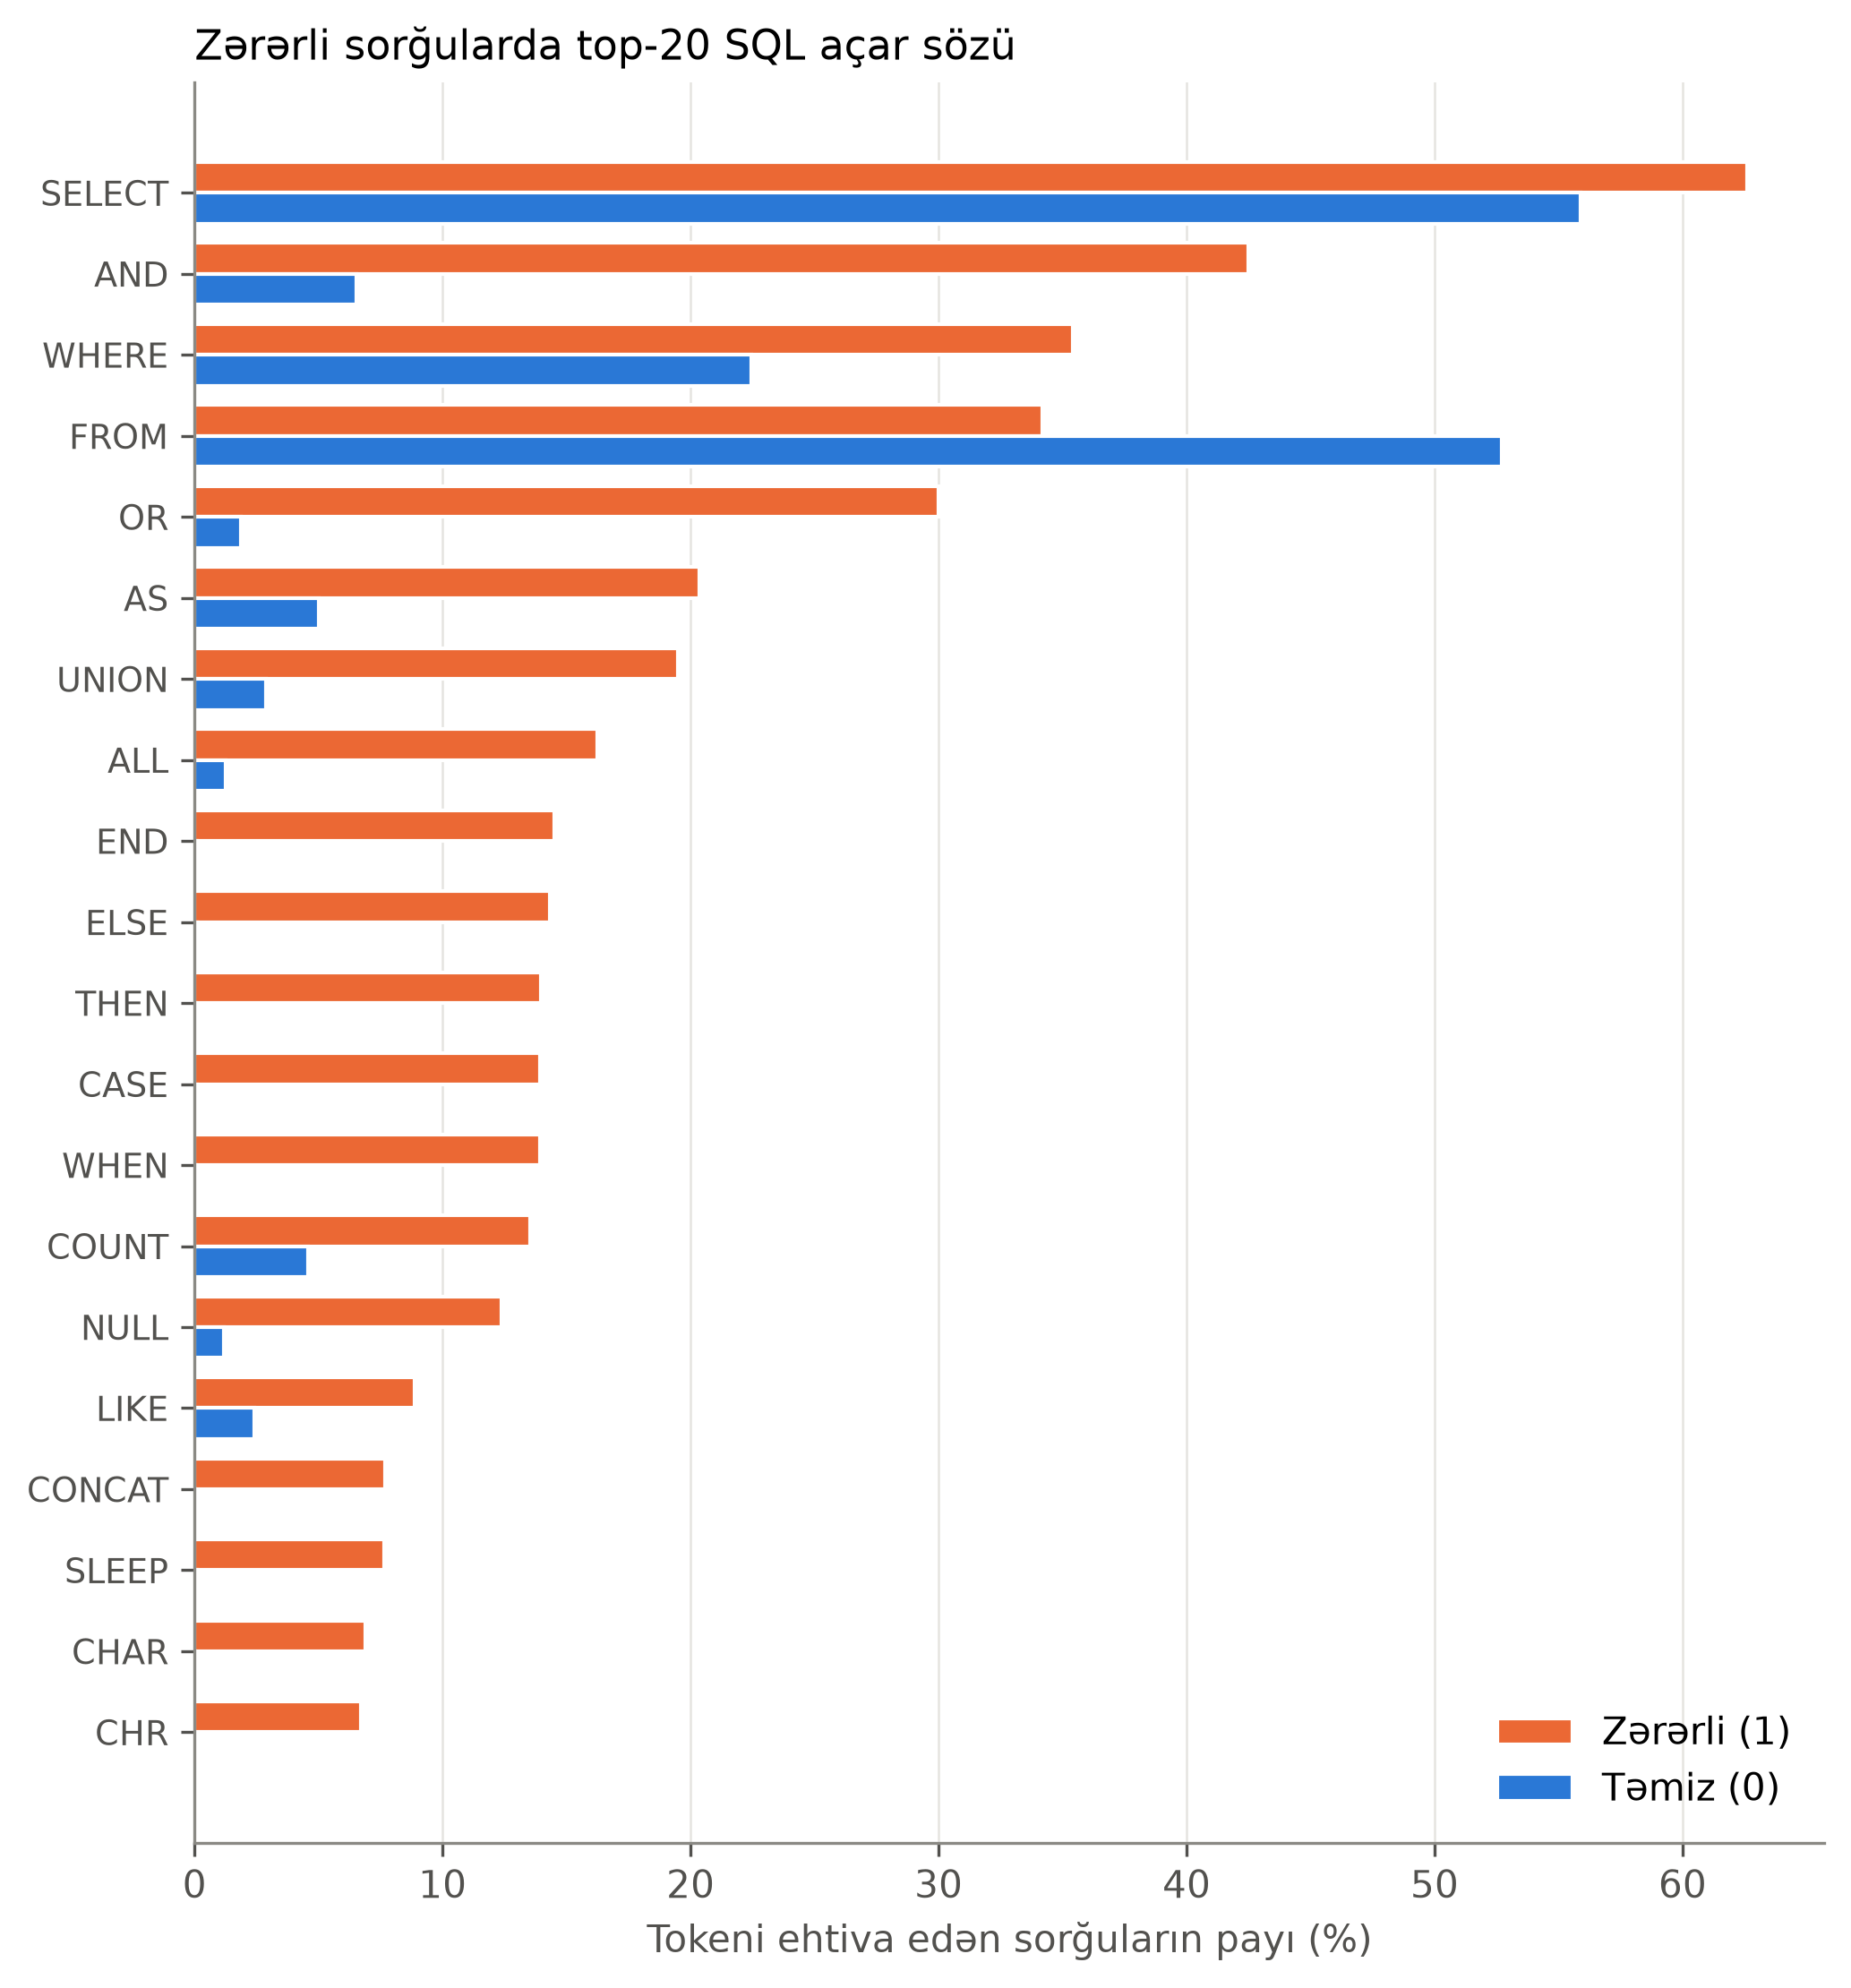 Zərərli sorğularda top-20 SQL açar sözü
SELECT
AND
WHERE
FROM
OR
AS
UNION
ALL
END
ELSE
THEN
CASE
WHEN
COUNT
NULL
LIKE
CONCAT
SLEEP
CHAR
CHR
Zərərli (1)
Təmiz (0)
0 10 20 30 40 50 60
Tokeni ehtiva edən sorğuların payı (%)